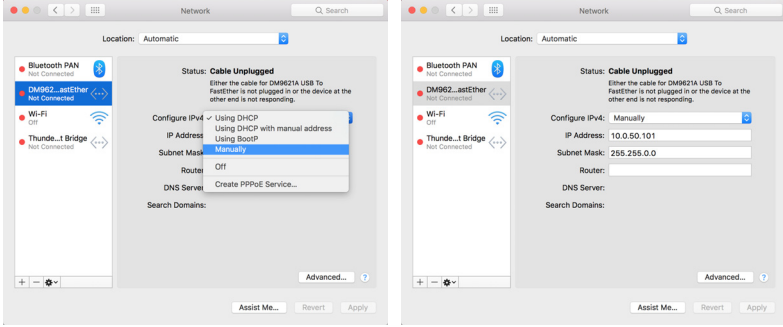 Network
Search
Location: Automatic
Bluetooth PAN
Not Connected
DM962...astEther
Not Connected
Wi-Fi
Off
Thunde...t Bridge
Not Connected
Status: Cable Unplugged
Either the cable for DM9621A USB To
FastEther is not plugged in or the device at the
other end is not responding.
Configure IPv4
Using DHCP
Using DHCP with manual address
Using BootP
Manually
Off
Create PPPoE Service...
IP Address
Subnet Mask
Router
DNS Server
Search Domains:
Advanced... ?
Assist Me... Revert Apply
Network
Search
Location: Automatic
Bluetooth PAN
Not Connected
DM962...astEther
Not Connected
Wi-Fi
Off
Thunde...t Bridge
Not Connected
Status: Cable Unplugged
Either the cable for DM9621A USB To
FastEther is not plugged in or the device at the
other end is not responding.
Configure IPv4: Manually
IP Address: 10.0.50.101
Subnet Mask: 255.255.0.0
Router:
DNS Server:
Search Domains:
Advanced... ?
Assist Me... Revert Apply